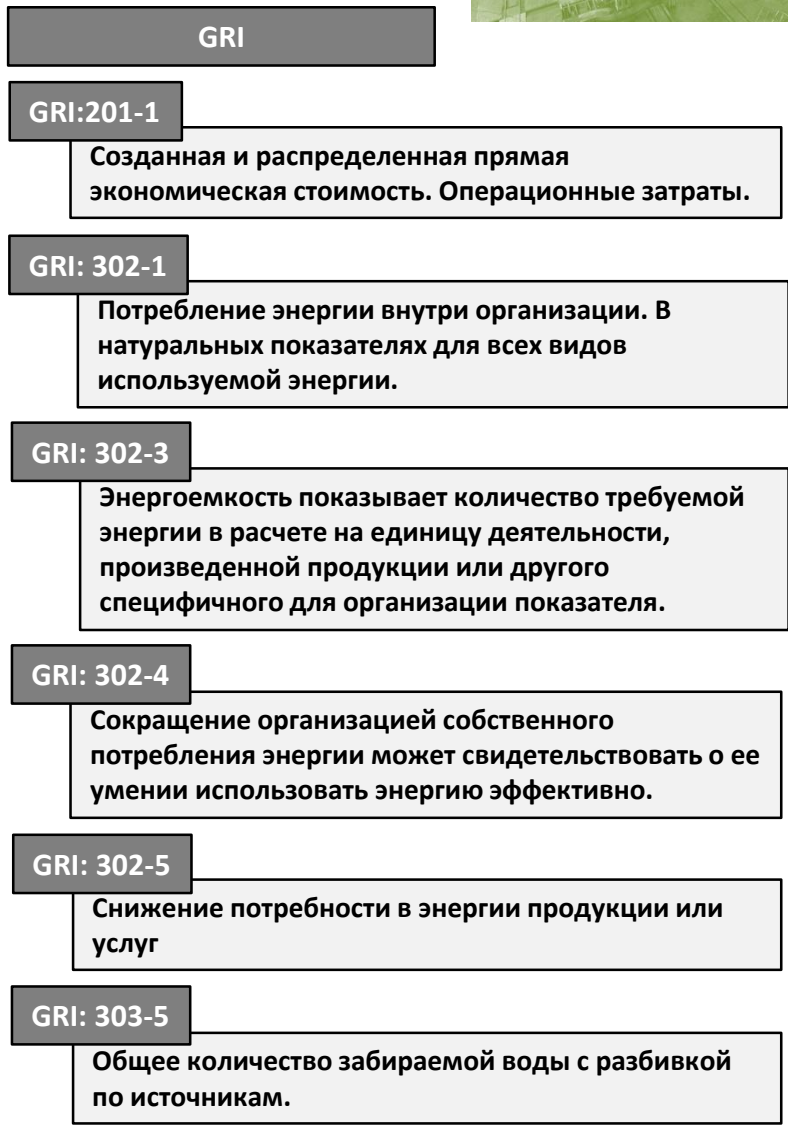 GRI
GRI:201-1
Созданная и распределенная прямая
экономическая стоимость. Операционные затраты.
GRI: 302-1
Потребление энергии внутри организации. В
натуральных показателях для всех видов
используемой энергии.
GRI: 302-3
Энергоемкость показывает количество требуемой
энергии в расчете на единицу деятельности,
произведенной продукции или другого
специфичного для организации показателя.
GRI: 302-4
Сокращение организацией собственного
потребления энергии может свидетельствовать о ее
умении использовать энергию эффективно.
GRI: 302-5
Снижение потребности в энергии продукции или
услуг
GRI: 303-5
Общее количество забираемой воды с разбивкой
по источникам.